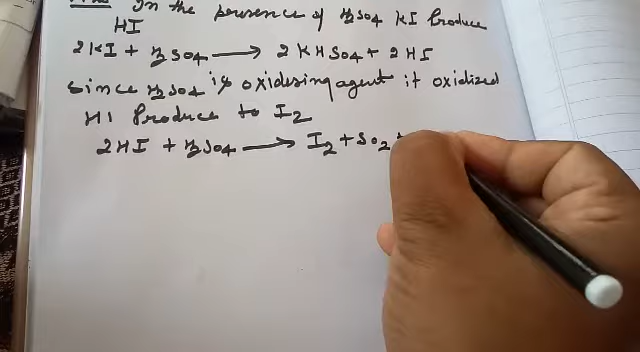 In the presence of H2SO4 KI Produce
HI
2KI + H2SO4 → 2KHSO4 + 2HI
Since H2SO4 is oxidesing agent it oxidized
HI Produce to I2
2HI + H2SO4 → I2 + SO2 +